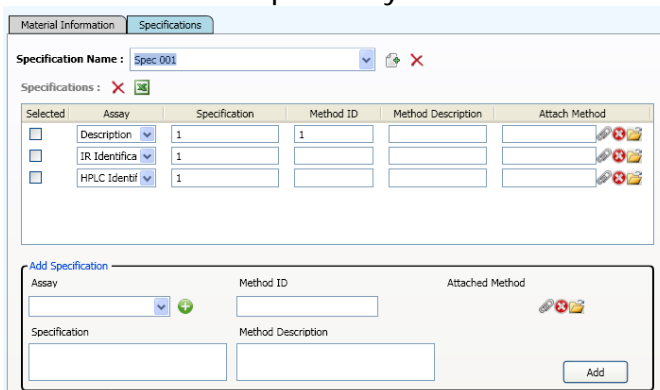 Material Information Specifications
Specification Name : Spec 001
Specifications :
Selected Assay Specification Method ID Method Description Attach Method
Description 1 1
IR Identifica 1
HPLC Identif 1
Add Specification
Assay Method ID Attached Method
Specification Method Description
Add